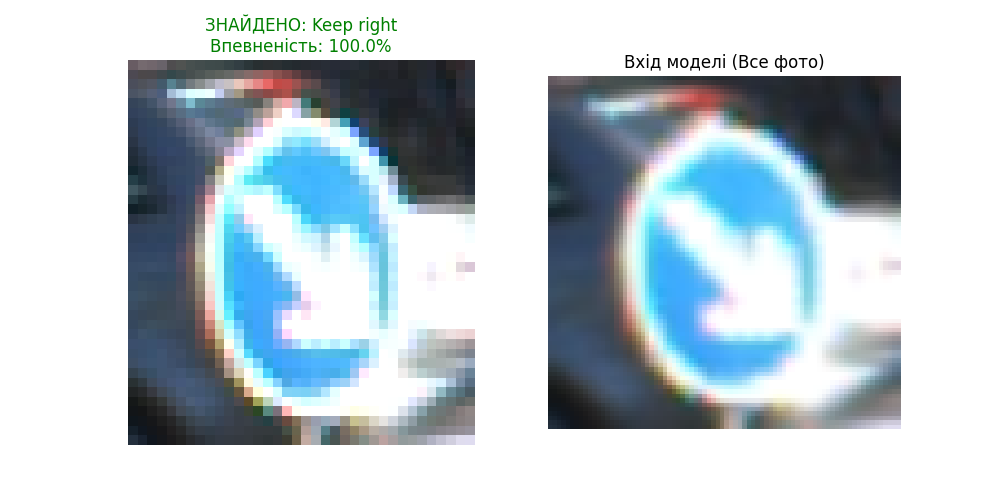 ЗНАЙДЕНО: Keep right
Впевненість: 100.0%
Вхід моделі (Все фото)